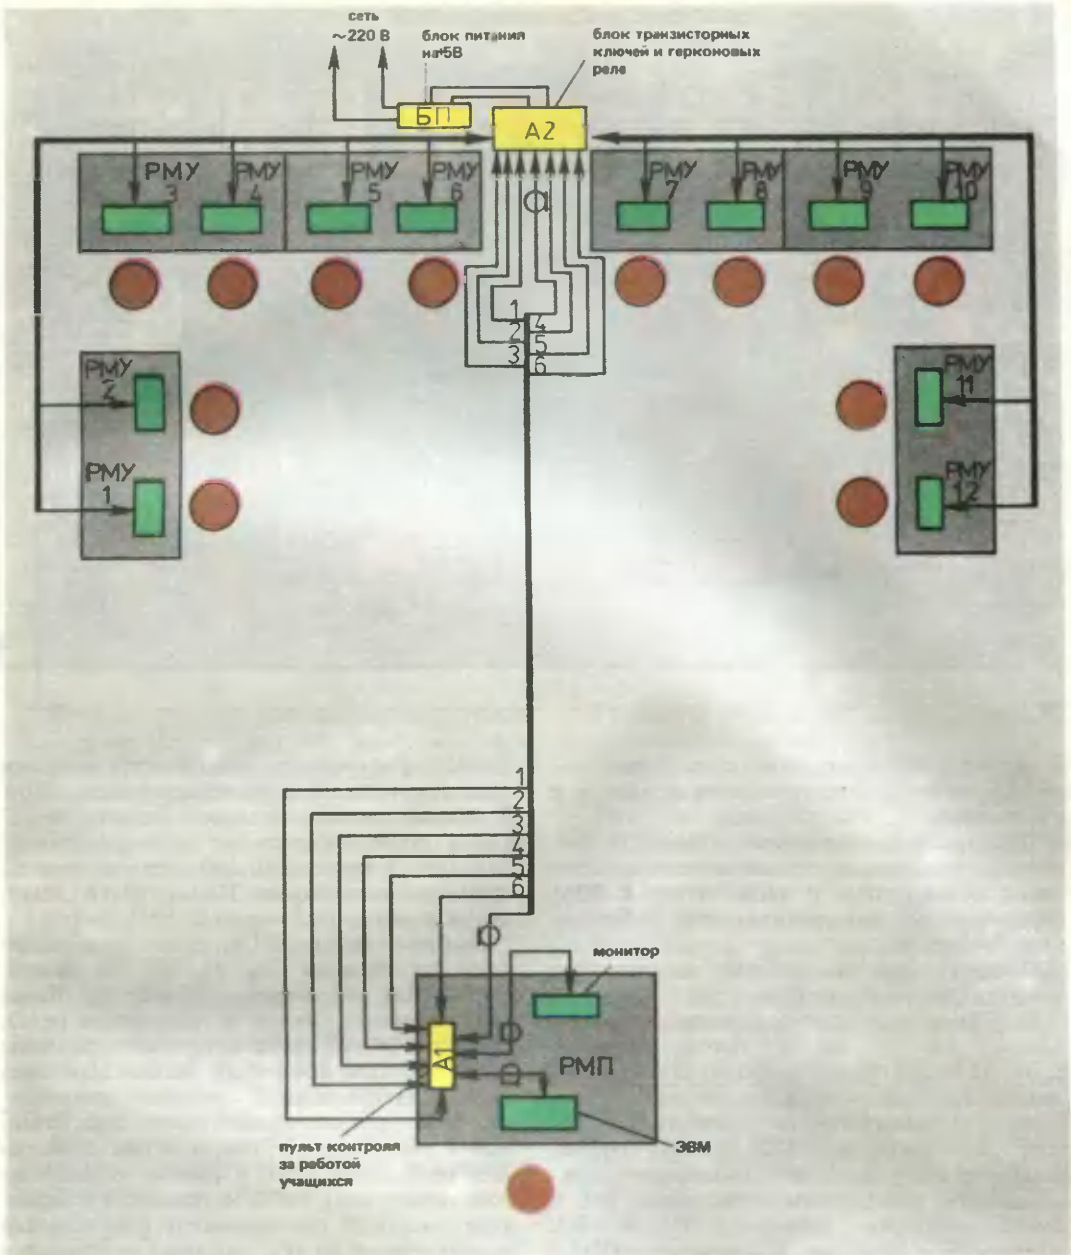 сеть
~220 В
блок питания
на+5В
блок транзисторных
ключей и герконовых
реле
БП
А2
РМУ
3
РМУ
4
РМУ
5
РМУ
6
РМУ
7
РМУ
8
РМУ
9
РМУ
10
1
2
3
4
5
6
РМУ
2
РМУ
1
РМУ
11
РМУ
12
1
2
3
4
5
6
монитор
А1
РМП
ЭВМ
пульт контроля
за работой
учащихся